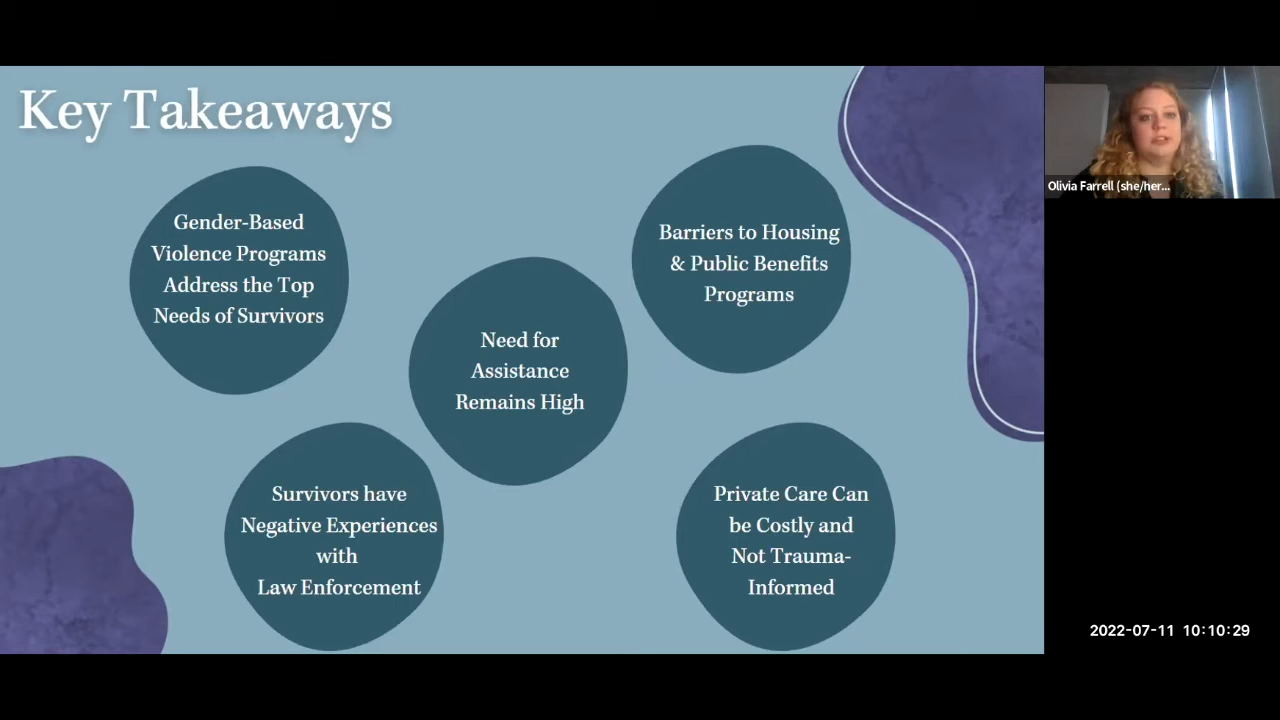 Key Takeaways
Gender-Based
Violence Programs
Address the Top
Needs of Survivors
Need for
Assistance
Remains High
Barriers to Housing
& Public Benefits
Programs
Survivors have
Negative Experiences
with
Law Enforcement
Private Care Can
be Costly and
Not Trauma-
Informed
Olivia Farrell (she/her...
2022-07-11 10:10:29